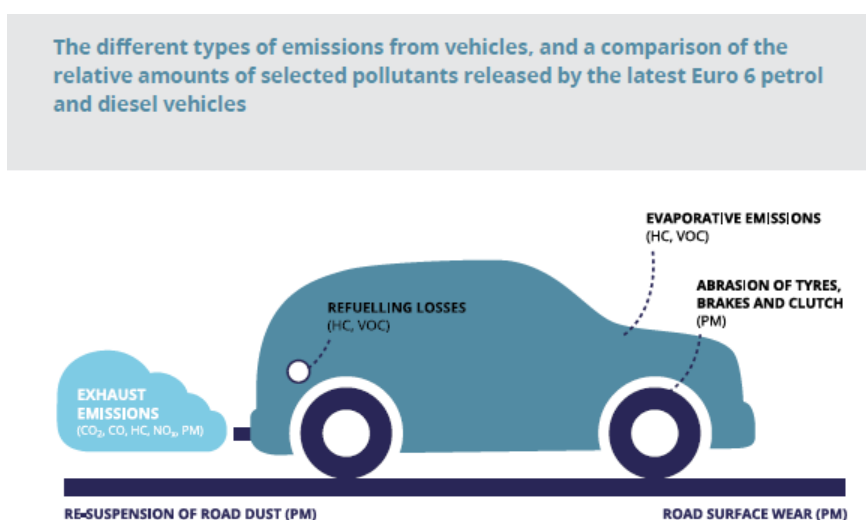 The different types of emissions from vehicles, and a comparison of the
relative amounts of selected pollutants released by the latest Euro 6 petrol
and diesel vehicles
EVAPORATIVE EMISSIONS
(HC, VOC)
ABRASION OF TYRES,
BRAKES AND CLUTCH
(PM)
REFUELLING LOSSES
(HC, VOC)
EXHAUST
EMISSIONS
(CO₂, CO, HC, NOₓ, PM)
RE-SUSPENSION OF ROAD DUST (PM)
ROAD SURFACE WEAR (PM)